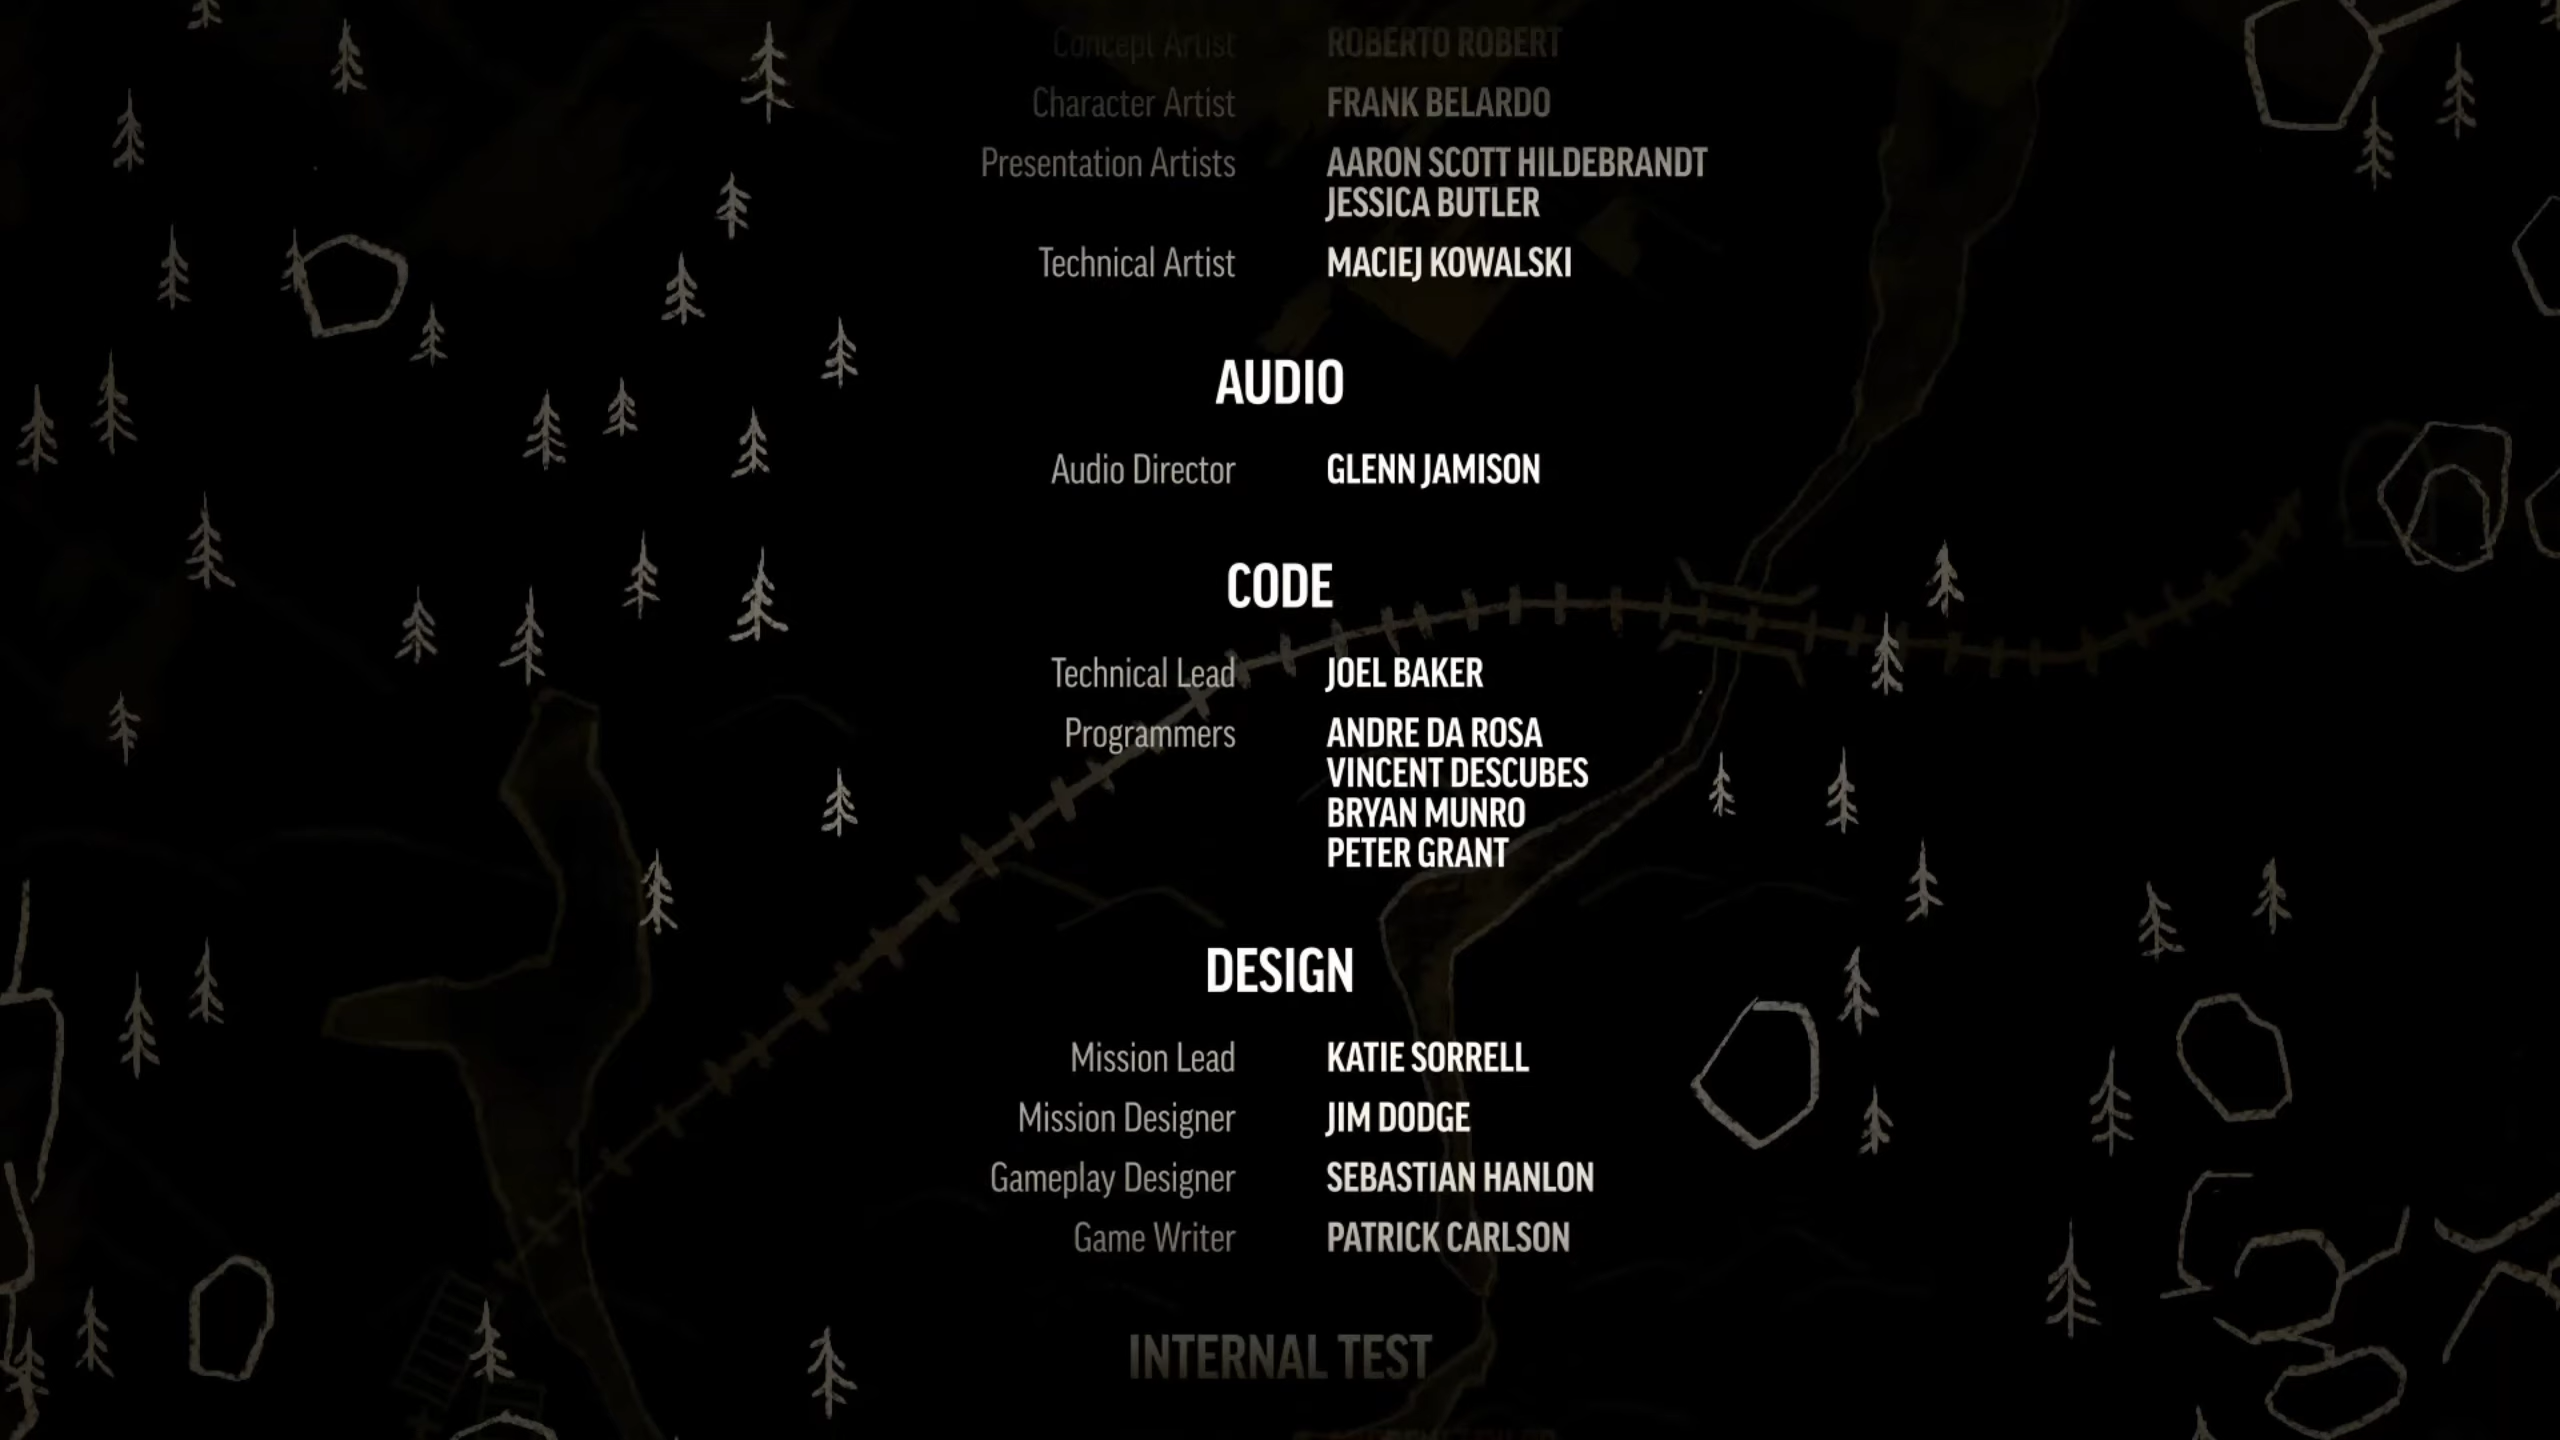 Concept Artist ROBERTO ROBERT
Character Artist FRANK BELARDO
Presentation Artists AARON SCOTT HILDEBRANDT
JESSICA BUTLER
Technical Artist MACIEJ KOWALSKI
AUDIO
Audio Director GLENN JAMISON
CODE
Technical Lead JOEL BAKER
Programmers ANDRE DA ROSA
VINCENT DESCUBES
BRYAN MUNRO
PETER GRANT
DESIGN
Mission Lead KATIE SORRELL
Mission Designer JIM DODGE
Gameplay Designer SEBASTIAN HANLON
Game Writer PATRICK CARLSON
INTERNAL TEST